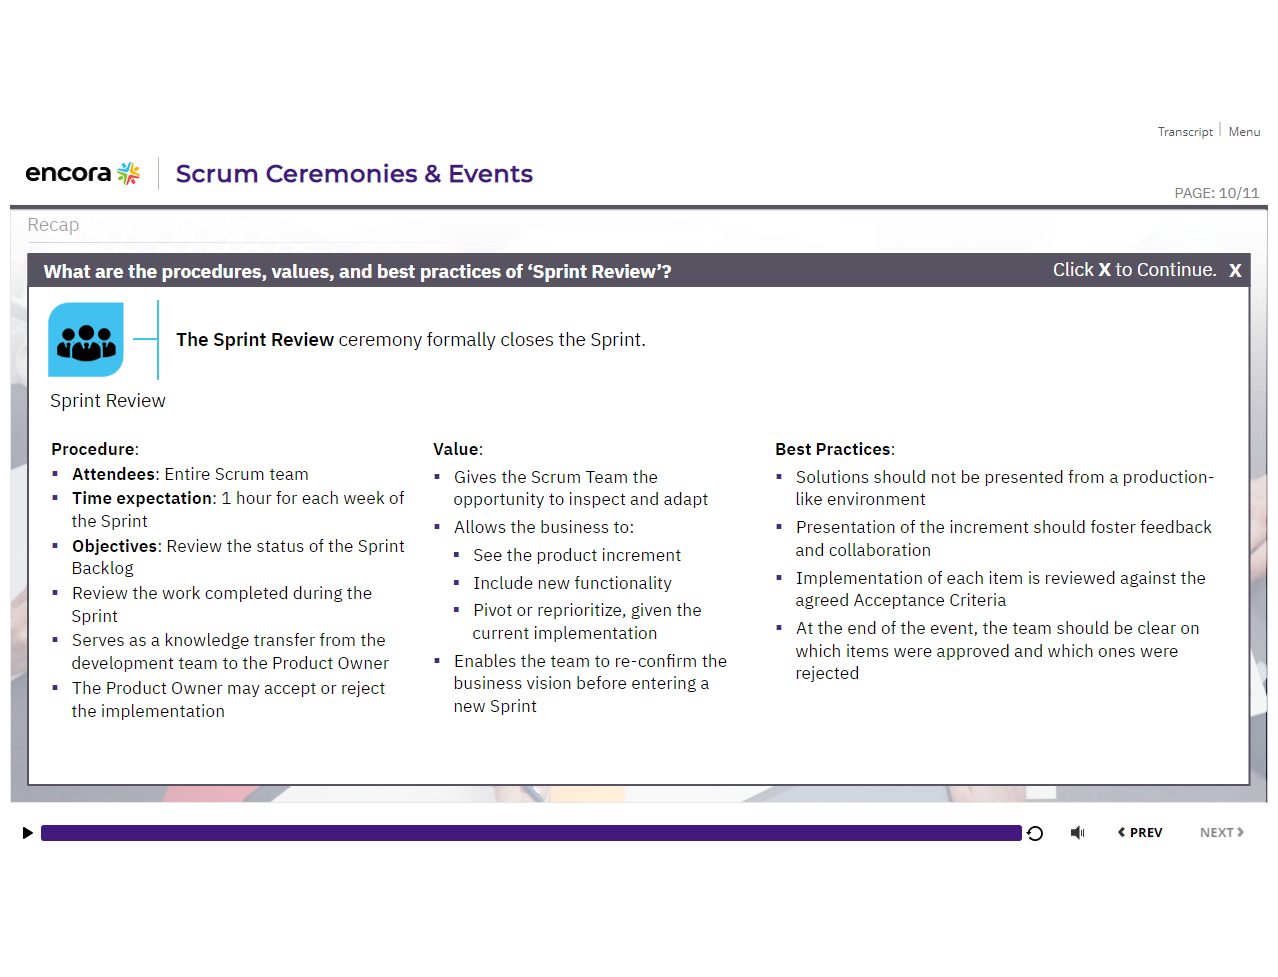 Transcript
Menu
encora
Scrum Ceremonies & Events
PAGE: 10/11
Recap
What are the procedures, values, and best practices of ‘Sprint Review’?
Click X to Continue. X
The Sprint Review ceremony formally closes the Sprint.
Sprint Review
Procedure:
Attendees: Entire Scrum team
Time expectation: 1 hour for each week of
the Sprint
Objectives: Review the status of the Sprint
Backlog
Review the work completed during the
Sprint
Serves as a knowledge transfer from the
development team to the Product Owner
The Product Owner may accept or reject
the implementation
Value:
Gives the Scrum Team the
opportunity to inspect and adapt
Allows the business to:
See the product increment
Include new functionality
Pivot or reprioritize, given the
current implementation
Enables the team to re-confirm the
business vision before entering a
new Sprint
Best Practices:
Solutions should not be presented from a production-
like environment
Presentation of the increment should foster feedback
and collaboration
Implementation of each item is reviewed against the
agreed Acceptance Criteria
At the end of the event, the team should be clear on
which items were approved and which ones were
rejected
PREV
NEXT